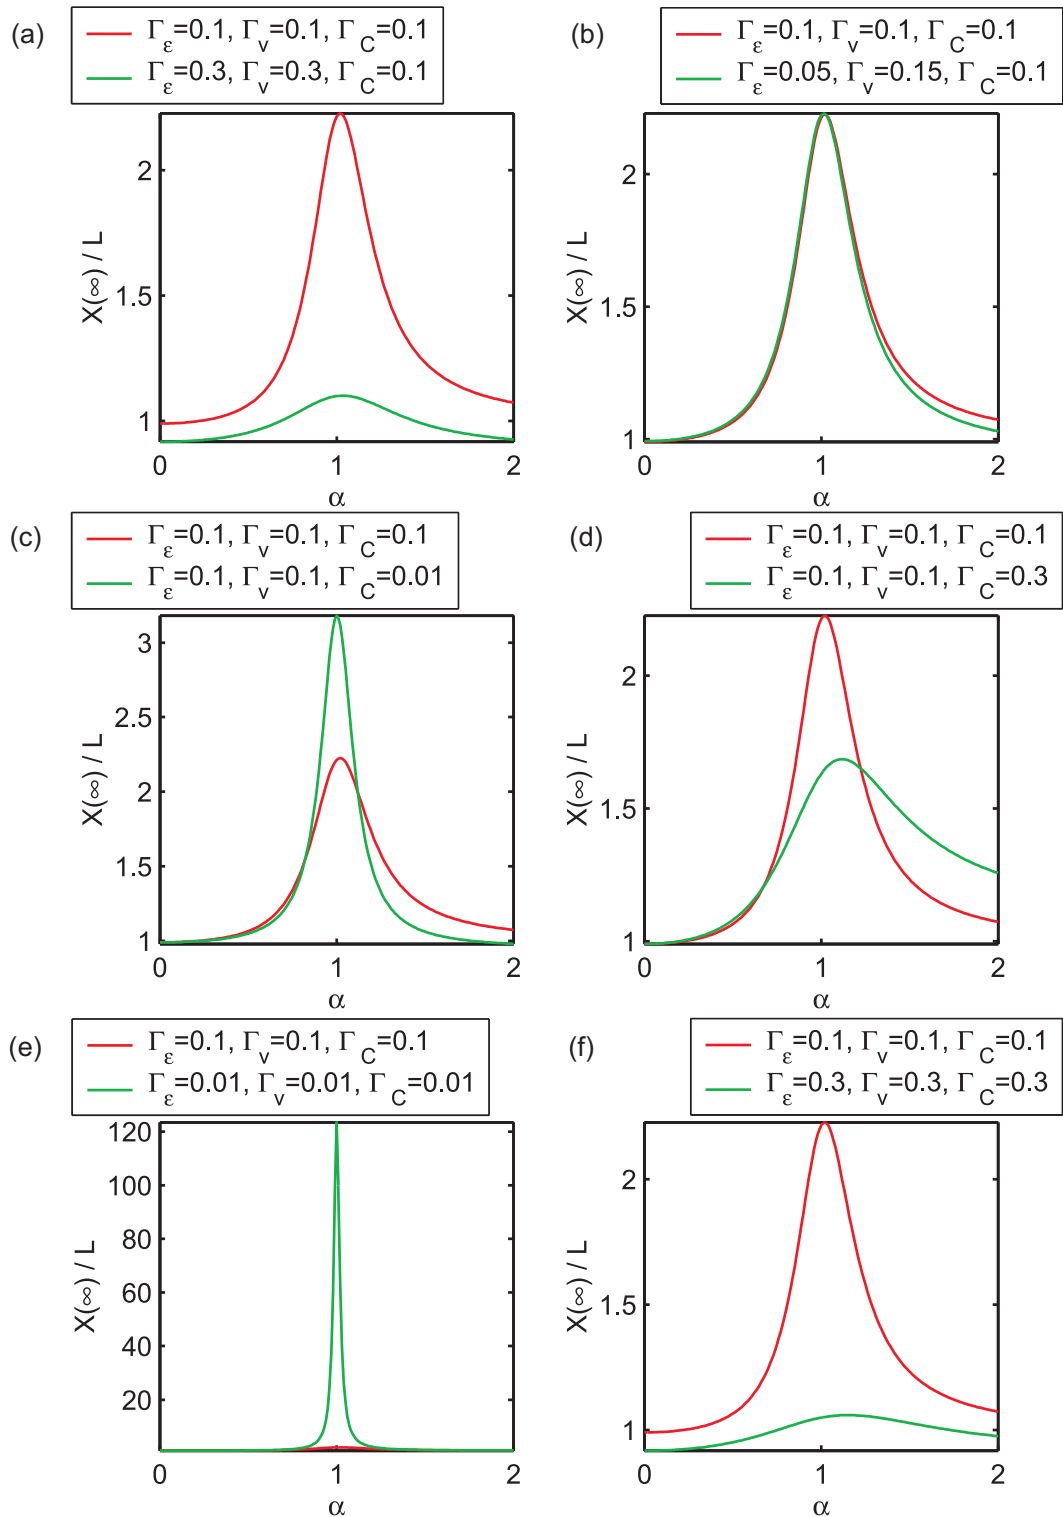 (a)
Γε=0.1, Γv=0.1, ΓC=0.1
Γε=0.3, Γv=0.3, ΓC=0.1
2
1.5
1
0 1 2
X(∞) / L
α
(b)
Γε=0.1, Γv=0.1, ΓC=0.1
Γε=0.05, Γv=0.15, ΓC=0.1
2
1.5
1
0 1 2
X(∞) / L
α
(c)
Γε=0.1, Γv=0.1, ΓC=0.1
Γε=0.1, Γv=0.1, ΓC=0.01
3
2.5
2
1.5
1
0 1 2
X(∞) / L
α
(d)
Γε=0.1, Γv=0.1, ΓC=0.1
Γε=0.1, Γv=0.1, ΓC=0.3
2
1.5
1
0 1 2
X(∞) / L
α
(e)
Γε=0.1, Γv=0.1, ΓC=0.1
Γε=0.01, Γv=0.01, ΓC=0.01
120
100
80
60
40
20
0 1 2
X(∞) / L
α
(f)
Γε=0.1, Γv=0.1, ΓC=0.1
Γε=0.3, Γv=0.3, ΓC=0.3
2
1.5
1
0 1 2
X(∞) / L
α